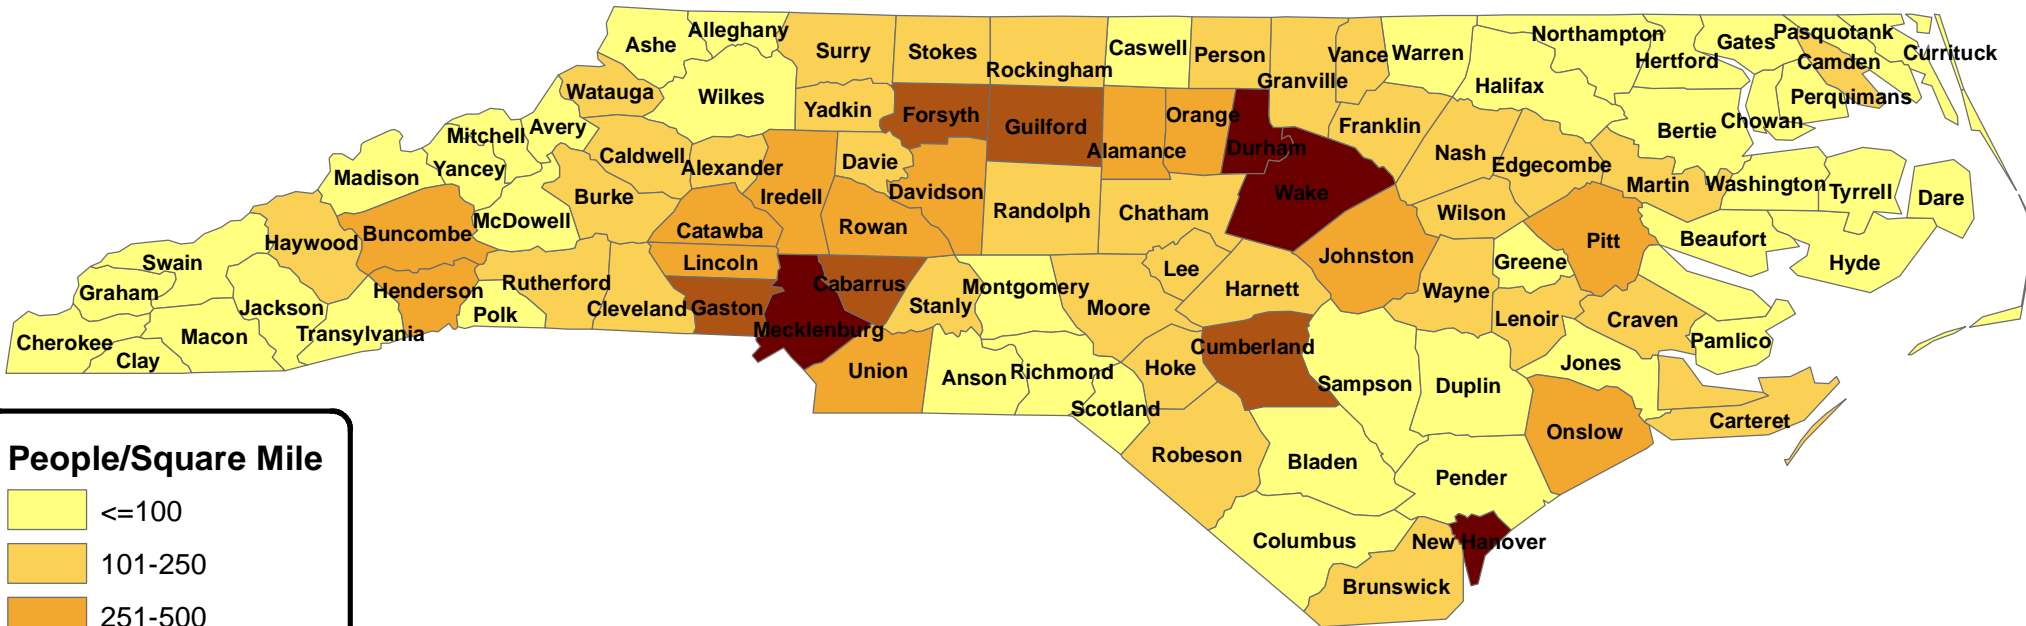 Ashe
Alleghany
Surry
Stokes
Rockingham
Caswell
Person
Granville
Vance
Warren
Northampton
Halifax
Hertford
Gates
Pasquotank
Camden
Currituck
Perquimans
Chowan
Bertie
Watauga
Wilkes
Yadkin
Forsyth
Guilford
Alamance
Orange
Durham
Wake
Franklin
Nash
Edgecombe
Martin
Washington
Tyrrell
Dare
Mitchell
Avery
Yancey
Madison
Caldwell
Alexander
Davie
Iredell
Davidson
Randolph
Chatham
Wilson
Pitt
Beaufort
Hyde
Burke
McDowell
Buncombe
Haywood
Catawba
Rowan
Lincoln
Johnston
Greene
Swain
Graham
Jackson
Henderson
Rutherford
Polk
Cleveland
Gaston
Cabarrus
Mecklenburg
Stanly
Montgomery
Moore
Lee
Harnett
Wayne
Lenoir
Craven
Pamlico
Jones
Cherokee
Clay
Macon
Transylvania
Union
Anson
Richmond
Scotland
Hoke
Cumberland
Sampson
Duplin
Onslow
Carteret
Robeson
Bladen
Pender
Columbus
New Hanover
Brunswick
People/Square Mile
<=100
101-250
251-500